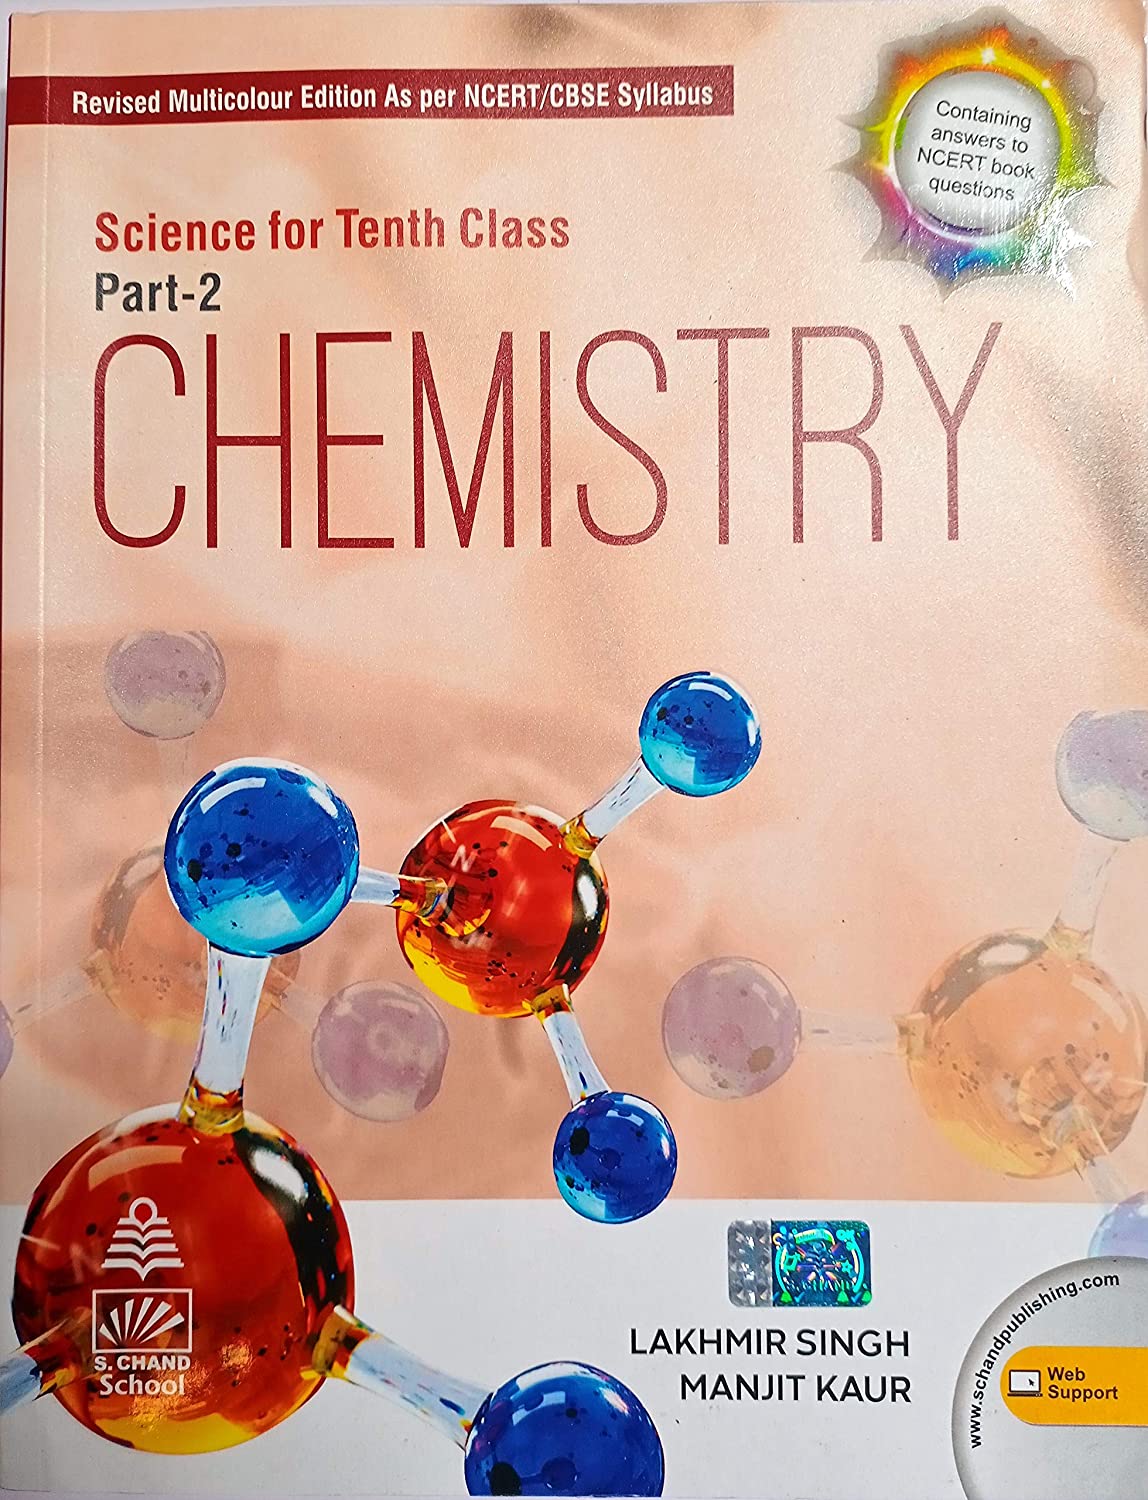 Revised Multicolour Edition As per NCERT/CBSE Syllabus
Containing
answers to
NCERT book
questions
Science for Tenth Class
Part-2
CHEMISTRY
N
S. CHAND
School
S. CHAND
LAKHMIR SINGH
MANJIT KAUR
www.schandpublishing.com
Web
Support